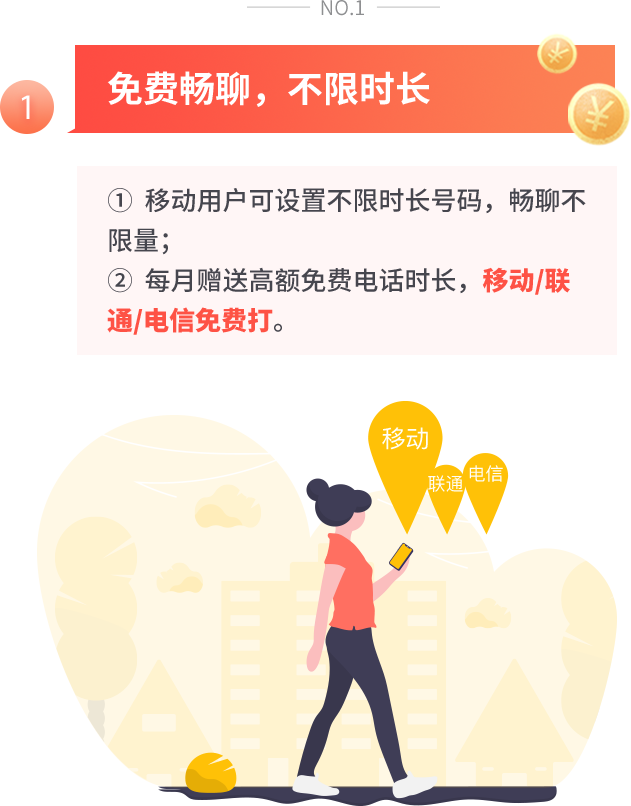 NO.1
1
免费畅聊，不限时长
① 移动用户可设置不限时长号码，畅聊不
限量；
② 每月赠送高额免费电话时长，移动/联
通/电信免费打。
移动
联通
电信